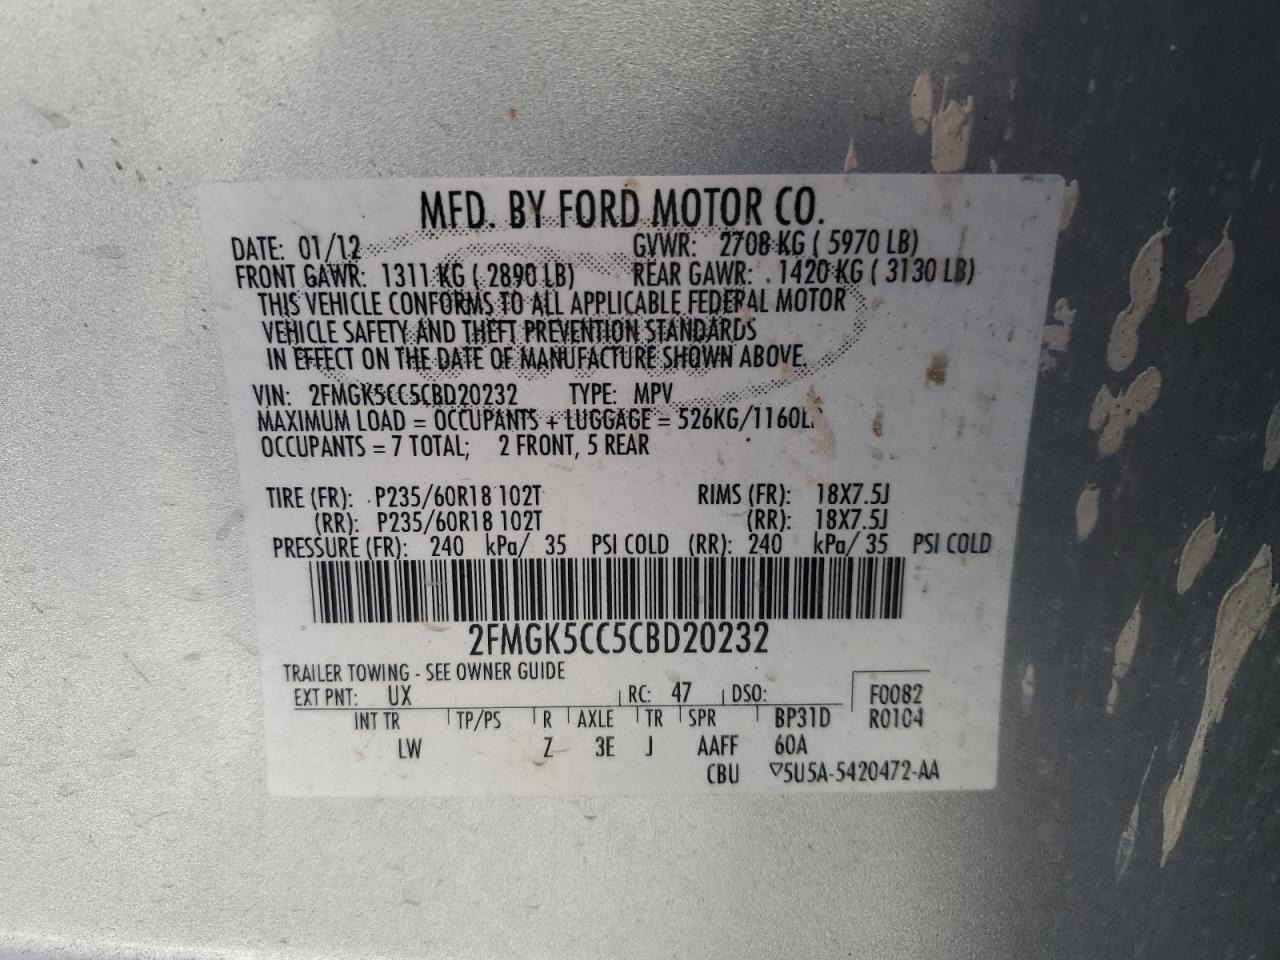 MFD. BY FORD MOTOR CO.
DATE: 01/12 GVWR: 2708 KG ( 5970 LB)
FRONT GAWR: 1311 KG ( 2890 LB) REAR GAWR: 1420 KG ( 3130 LB)
THIS VEHICLE CONFORMS TO ALL APPLICABLE FEDERAL MOTOR
VEHICLE SAFETY AND THEFT PREVENTION STANDARDS
IN EFFECT ON THE DATE OF MANUFACTURE SHOWN ABOVE.
VIN: 2FMGK5CC5CBD20232 TYPE: MPV
MAXIMUM LOAD = OCCUPANTS + LUGGAGE = 526KG/1160L
OCCUPANTS = 7 TOTAL; 2 FRONT, 5 REAR
TIRE (FR): P235/60R18 102T RIMS (FR): 18X7.5J
(RR): P235/60R18 102T (RR): 18X7.5J
PRESSURE (FR): 240 kPa/ 35 PSI COLD (RR): 240 kPa/ 35 PSI COLD
2FMGK5CC5CBD20232
TRAILER TOWING - SEE OWNER GUIDE
EXT PNT: UX RC: 47 DSO: F0082
INT TR TP/PS R AXLE TR SPR BP31D R0104
LW Z 3E J AAFF 60A
CBU ▽5U5A-5420472-AA